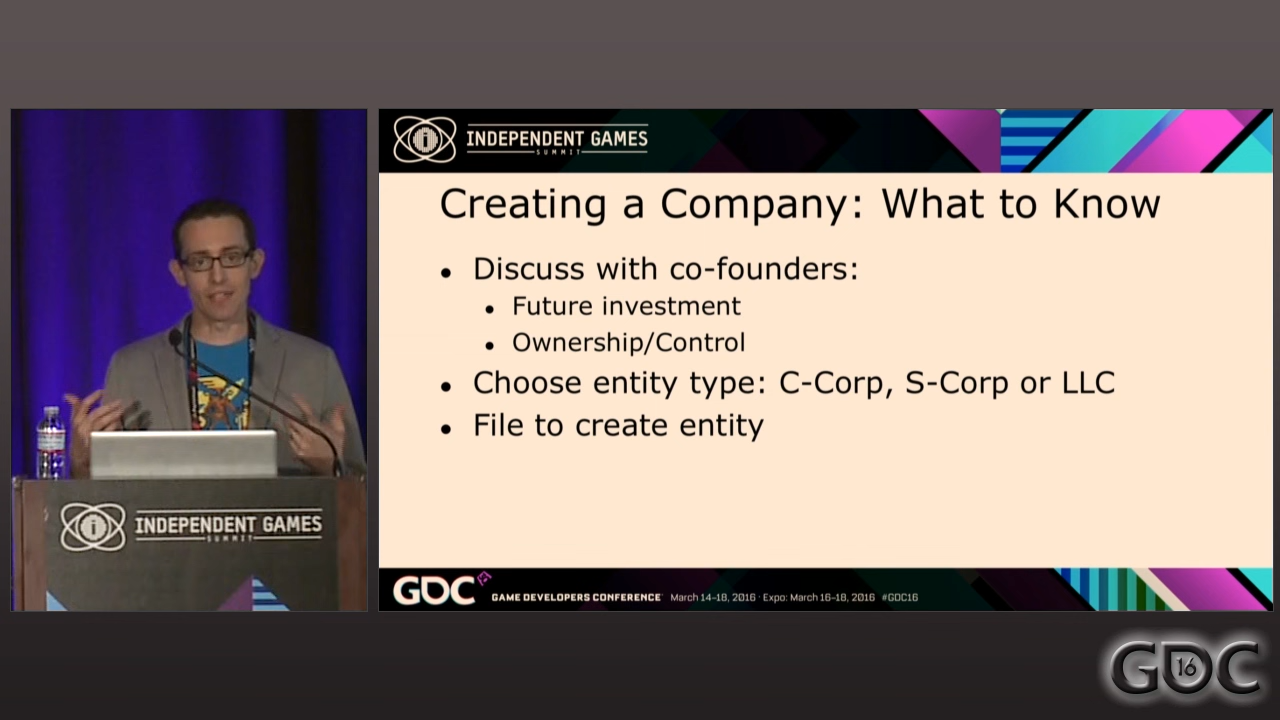 INDEPENDENT GAMES
SUMMIT
INDEPENDENT GAMES
SUMMIT
Creating a Company: What to Know
• Discuss with co-founders:
• Future investment
• Ownership/Control
• Choose entity type: C-Corp, S-Corp or LLC
• File to create entity
GDC
GAME DEVELOPERS CONFERENCE March 14-18, 2016 · Expo: March 16-18, 2016 #GDC16
GDC
16